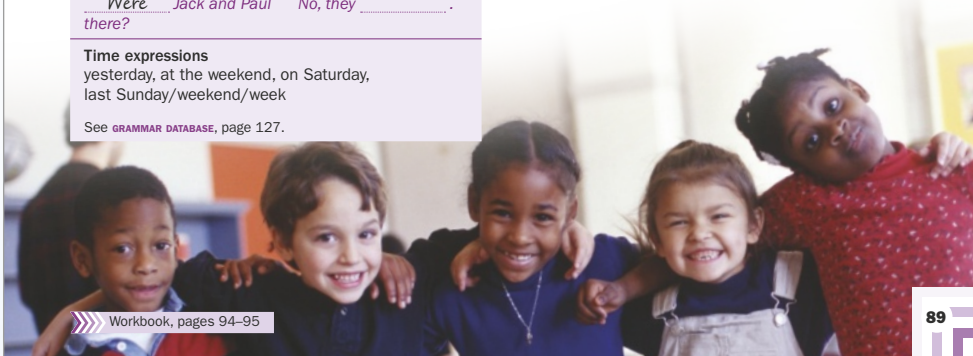 Were Jack and Paul No, they .
there?
Time expressions
yesterday, at the weekend, on Saturday,
last Sunday/weekend/week
See GRAMMAR DATABASE, page 127.
Workbook, pages 94–95
89